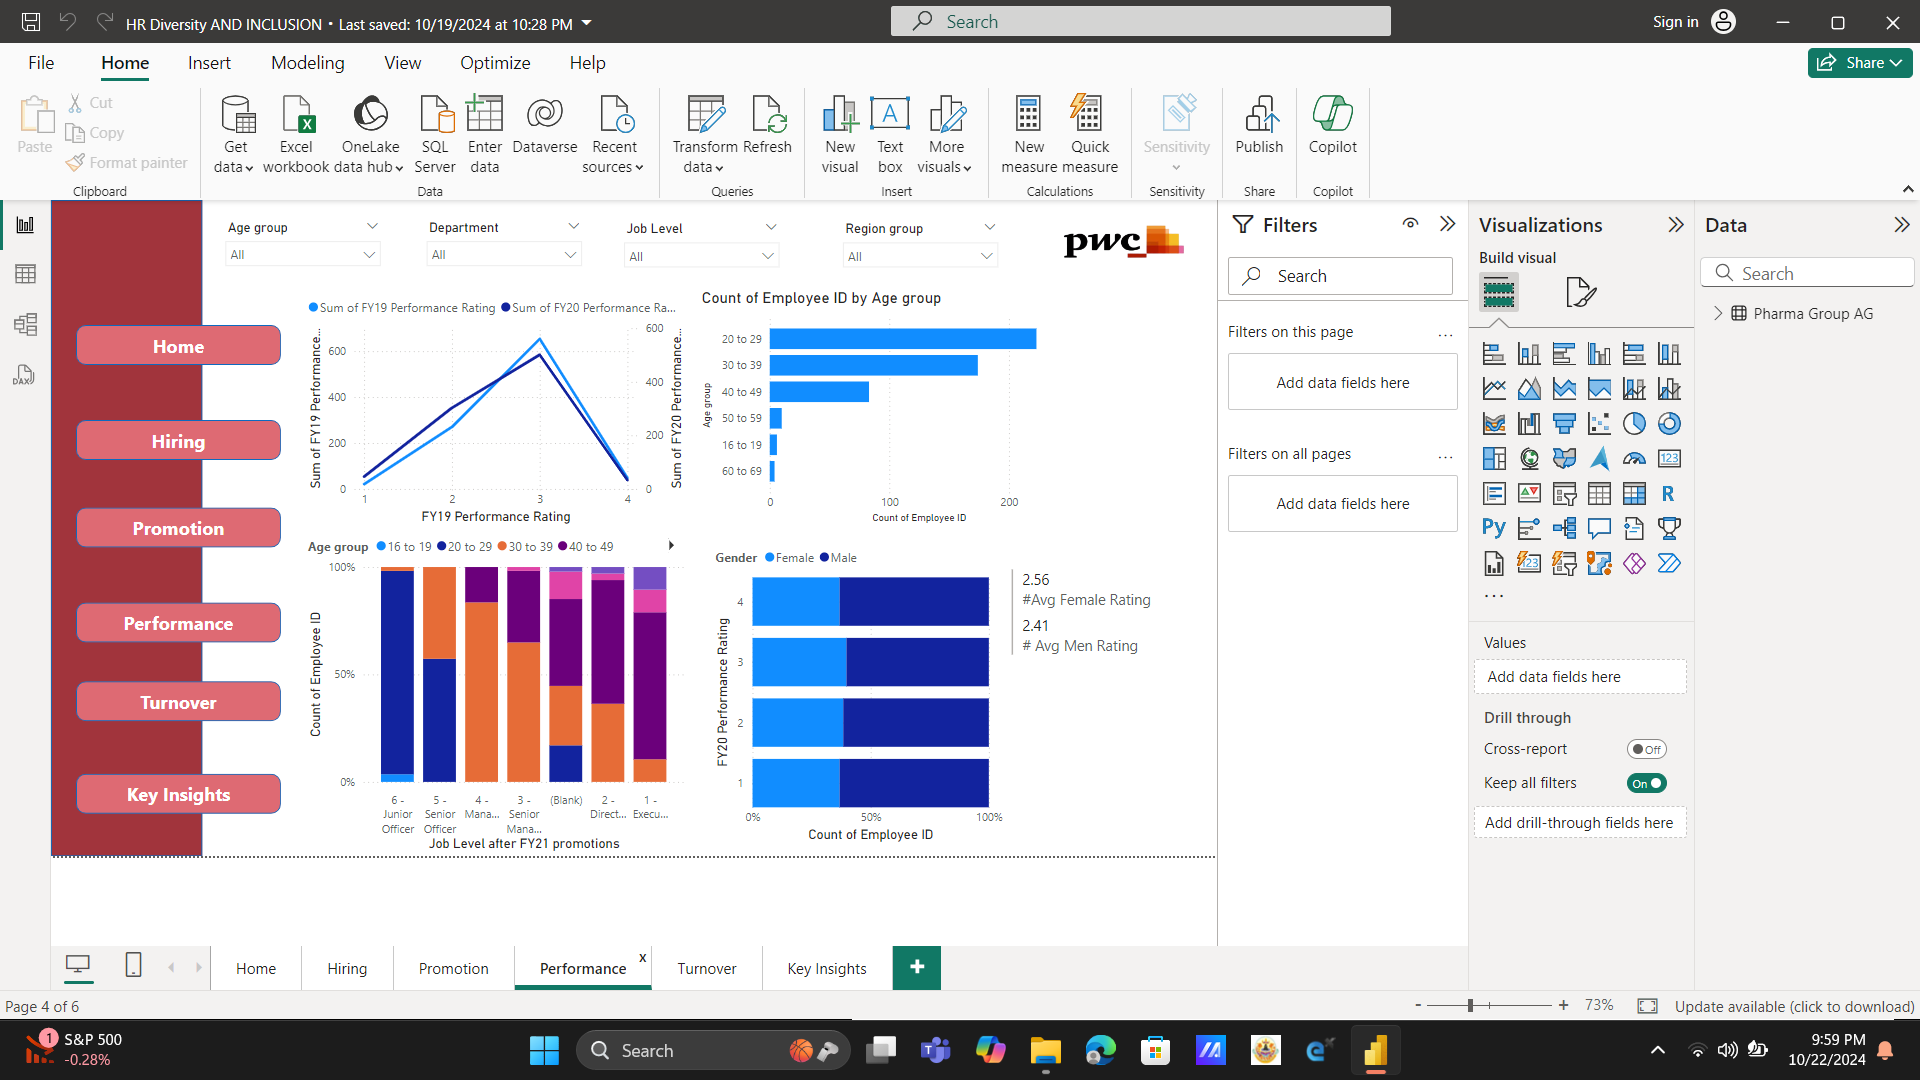 HR Diversity AND INCLUSION • Last saved: 10/19/2024 at 10:28 PM
Search
Sign in
File
Home
Insert
Modeling
View
Optimize
Help
Share
Paste
Cut
Copy
Format painter
Clipboard
Get data
Excel workbook
OneLake data hub
SQL Server
Enter data
Dataverse
Recent sources
Data
Transform data
Refresh
Queries
New visual
Text box
More visuals
Insert
New measure
Quick measure
Calculations
Sensitivity
Sensitivity
Publish
Share
Copilot
Copilot
Age group
All
Department
All
Job Level
All
Region group
All
pwc
Home
Hiring
Promotion
Performance
Turnover
Key Insights
Sum of FY19 Performance Rating
Sum of FY20 Performance Ra...
Sum of FY19 Performance...
600
400
200
0
600
400
200
0
Sum of FY20 Performance...
1
2
3
4
FY19 Performance Rating
Count of Employee ID by Age group
Age group
20 to 29
30 to 39
40 to 49
50 to 59
16 to 19
60 to 69
0
100
200
Count of Employee ID
Age group
16 to 19
20 to 29
30 to 39
40 to 49
Count of Employee ID
100%
50%
0%
6 - Junior Officer
5 - Senior Officer
4 - Mana...
3 - Senior Mana...
(Blank)
2 - Direct...
1 - Execu...
Job Level after FY21 promotions
Gender
Female
Male
FY20 Performance Rating
4
3
2
1
0%
50%
100%
Count of Employee ID
2.56
#Avg Female Rating
2.41
# Avg Men Rating
Filters
Search
Filters on this page
...
Add data fields here
Filters on all pages
...
Add data fields here
Visualizations
Build visual
123
R
Py
123
...
Values
Add data fields here
Drill through
Cross-report
Off
Keep all filters
On
Add drill-through fields here
Data
Search
Pharma Group AG
DAX
Home
Hiring
Promotion
Performance
x
Turnover
Key Insights
+
Page 4 of 6
-
+
73%
Update available (click to download)
1
S&P 500
-0.28%
Search
9:59 PM
10/22/2024